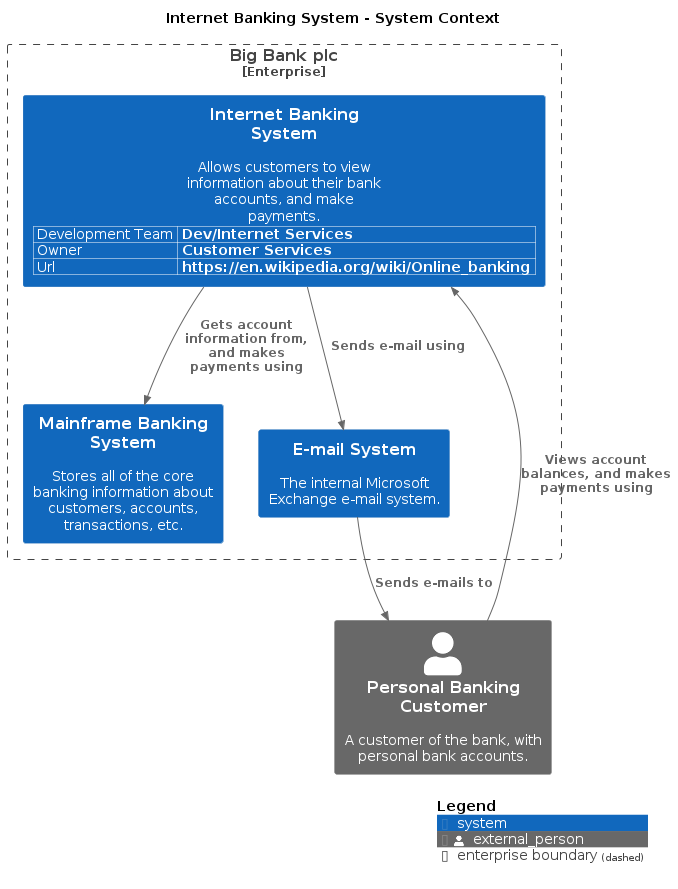 Internet Banking System - System Context
Big Bank plc
[Enterprise]
Internet Banking
System
Allows customers to view
information about their bank
accounts, and make
payments.
Development Team Dev/Internet Services
Owner Customer Services
Url https://en.wikipedia.org/wiki/Online_banking
Gets account
information from,
and makes
payments using
Sends e-mail using
Mainframe Banking
System
Stores all of the core
banking information about
customers, accounts,
transactions, etc.
E-mail System
The internal Microsoft
Exchange e-mail system.
Views account
balances, and makes
payments using
Sends e-mails to
Personal Banking
Customer
A customer of the bank, with
personal bank accounts.
Legend
system
external_person
enterprise boundary (dashed)